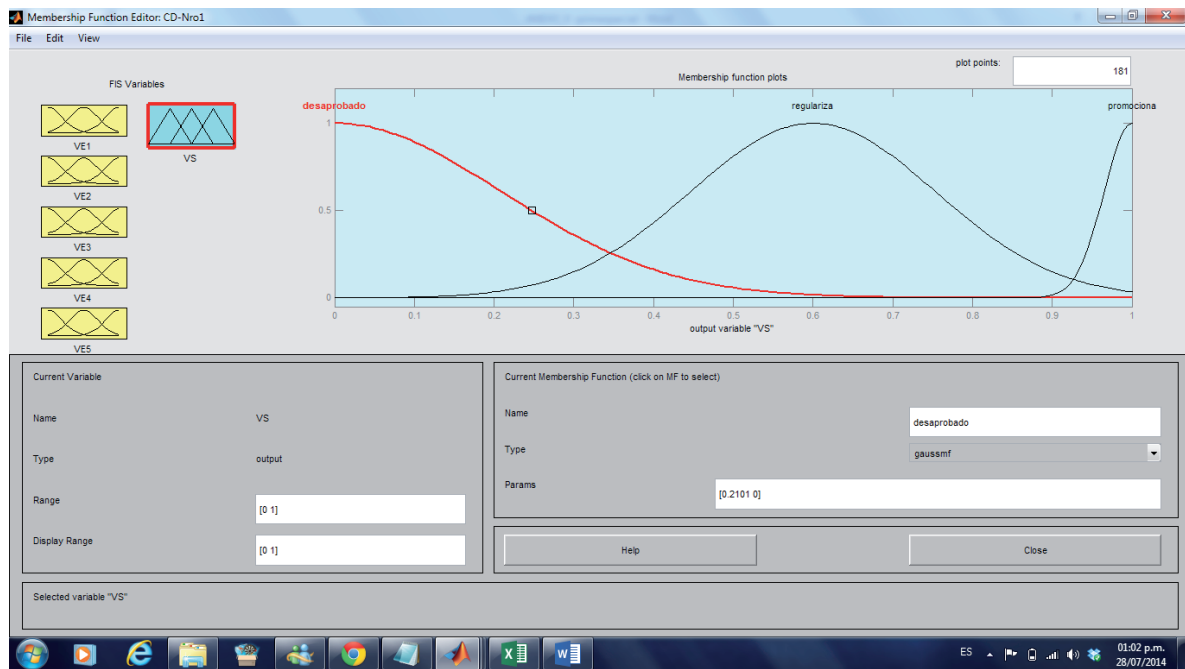 Membership Function Editor: CD-Nro1
File Edit View
FIS Variables
VE1
VE2
VE3
VE4
VE5
VS
plot points:
181
Membership function plots
desaprobado
regulariza
promociona
1
0.5
0
0 0.1 0.2 0.3 0.4 0.5 0.6 0.7 0.8 0.9 1
output variable "VS"
Current Variable
Name VS
Type output
Range [0 1]
Display Range [0 1]
Current Membership Function (click on MF to select)
Name desaprobado
Type gaussmf
Params [0.2101 0]
Help
Close
Selected variable "VS"
ES
01:02 p.m.
28/07/2014